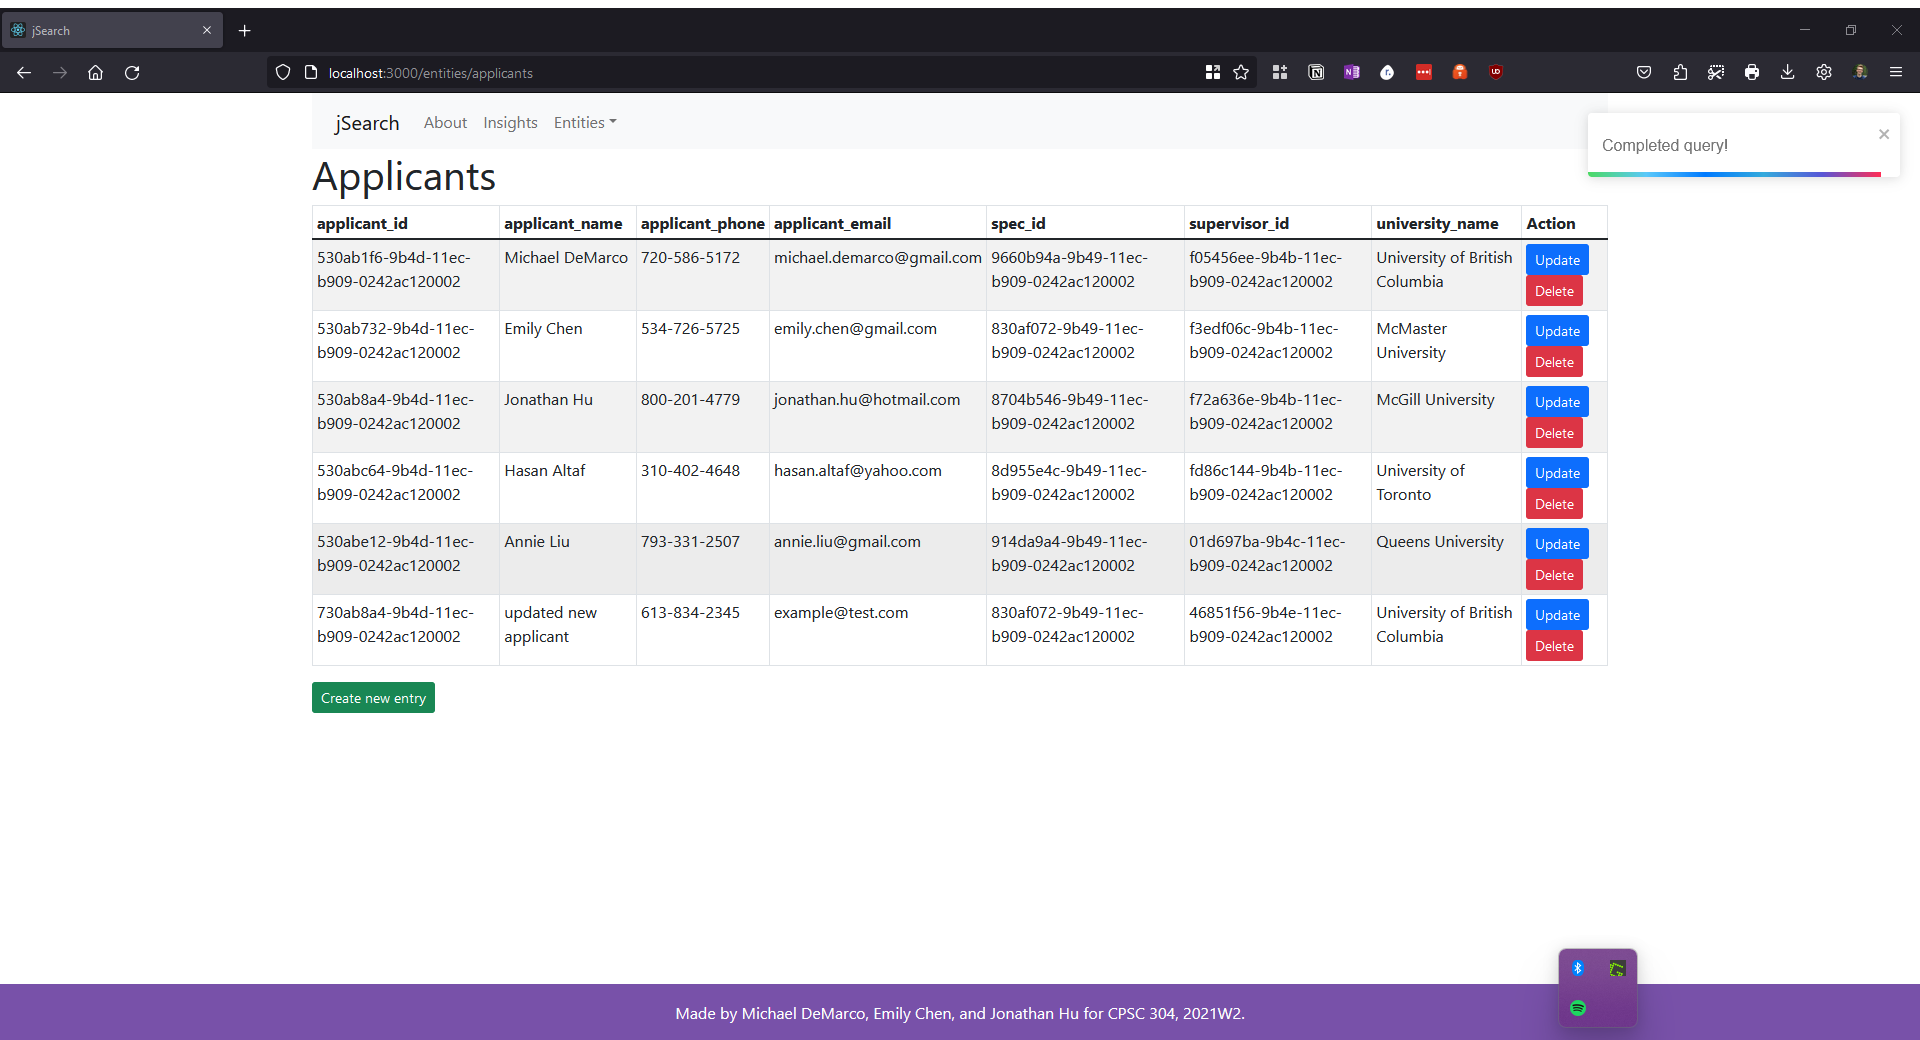 jSearch
localhost:3000/entities/applicants
jSearch About Insights Entities
Completed query!
Applicants
applicant_id applicant_name applicant_phone applicant_email spec_id supervisor_id university_name Action
530ab1f6-9b4d-11ec- Michael DeMarco 720-586-5172 michael.demarco@gmail.com 9660b94a-9b49-11ec- f05456ee-9b4b-11ec- University of British Update
b909-0242ac120002 b909-0242ac120002 b909-0242ac120002 Columbia Delete
530ab732-9b4d-11ec- Emily Chen 534-726-5725 emily.chen@gmail.com 830af072-9b49-11ec- f3edf06c-9b4b-11ec- McMaster Update
b909-0242ac120002 b909-0242ac120002 b909-0242ac120002 University Delete
530ab8a4-9b4d-11ec- Jonathan Hu 800-201-4779 jonathan.hu@hotmail.com 8704b546-9b49-11ec- f72a636e-9b4b-11ec- McGill University Update
b909-0242ac120002 b909-0242ac120002 b909-0242ac120002 Delete
530abc64-9b4d-11ec- Hasan Altaf 310-402-4648 hasan.altaf@yahoo.com 8d955e4c-9b49-11ec- fd86c144-9b4b-11ec- University of Update
b909-0242ac120002 b909-0242ac120002 b909-0242ac120002 Toronto Delete
530abe12-9b4d-11ec- Annie Liu 793-331-2507 annie.liu@gmail.com 914da9a4-9b49-11ec- 01d697ba-9b4c-11ec- Queens University Update
b909-0242ac120002 b909-0242ac120002 b909-0242ac120002 Delete
730ab8a4-9b4d-11ec- updated new 613-834-2345 example@test.com 830af072-9b49-11ec- 46851f56-9b4e-11ec- University of British Update
b909-0242ac120002 applicant b909-0242ac120002 b909-0242ac120002 Columbia Delete
Create new entry
Made by Michael DeMarco, Emily Chen, and Jonathan Hu for CPSC 304, 2021W2.